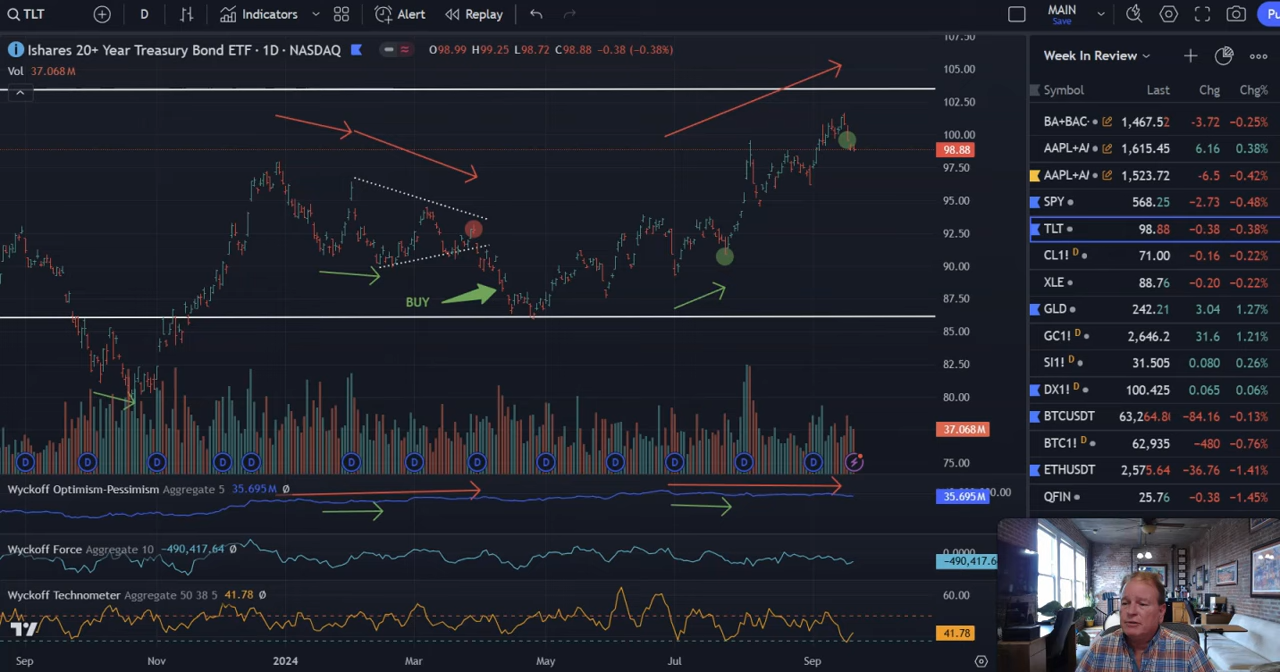 TLT D Indicators Alert Replay MAIN Save Pu
Ishares 20+ Year Treasury Bond ETF · 1D · NASDAQ O98.99 H99.25 L98.72 C98.88 −0.38 (−0.38%)
Vol 37.068M
107.50
105.00
102.50
100.00
98.88
97.50
95.00
92.50
90.00
87.50
85.00
82.50
80.00
37.068M
75.00
BUY
D D D D D D D D D D D D D
Wyckoff Optimism-Pessimism Aggregate 5 35.695M Ø
35.695M
Wyckoff Force Aggregate 10 −490,417.64 Ø
0.0000
−490,417.6
Wyckoff Technometer Aggregate 50 38 5 41.78 Ø
60.00
41.78
Sep Nov 2024 Mar May Jul Sep
Week In Review
Symbol Last Chg Chg%
BA+BAC· 1,467.52 −3.72 −0.25%
AAPL+A/ 1,615.45 6.16 0.38%
AAPL+A/ 1,523.72 −6.5 −0.42%
SPY 568.25 −2.73 −0.48%
TLT 98.88 −0.38 −0.38%
CL1! D 71.00 −0.16 −0.22%
XLE 88.76 −0.20 −0.22%
GLD 242.21 3.04 1.27%
GC1! D 2,646.2 31.6 1.21%
SI1! D 31.505 0.080 0.26%
DX1! D 100.425 0.065 0.06%
BTCUSDT 63,264.8 −84.16 −0.13%
BTC1! D 62,935 −480 −0.76%
ETHUSDT 2,575.64 −36.76 −1.41%
QFIN 25.76 −0.38 −1.45%